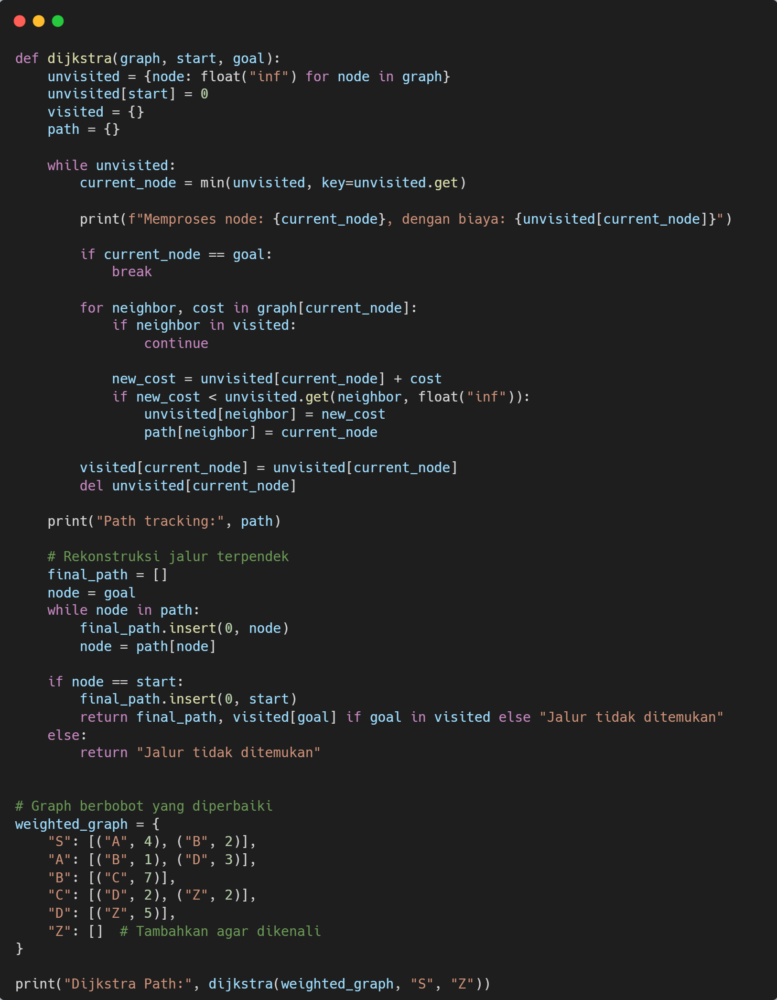 def dijkstra(graph, start, goal):
    unvisited = {node: float("inf") for node in graph}
    unvisited[start] = 0
    visited = {}
    path = {}

    while unvisited:
        current_node = min(unvisited, key=unvisited.get)

        print(f"Memproses node: {current_node}, dengan biaya: {unvisited[current_node]}")

        if current_node == goal:
            break

        for neighbor, cost in graph[current_node]:
            if neighbor in visited:
                continue

            new_cost = unvisited[current_node] + cost
            if new_cost < unvisited.get(neighbor, float("inf")):
                unvisited[neighbor] = new_cost
                path[neighbor] = current_node

        visited[current_node] = unvisited[current_node]
        del unvisited[current_node]

    print("Path tracking:", path)

    # Rekonstruksi jalur terpendek
    final_path = []
    node = goal
    while node in path:
        final_path.insert(0, node)
        node = path[node]

    if node == start:
        final_path.insert(0, start)
        return final_path, visited[goal] if goal in visited else "Jalur tidak ditemukan"
    else:
        return "Jalur tidak ditemukan"


# Graph berbobot yang diperbaiki
weighted_graph = {
    "S": [("A", 4), ("B", 2)],
    "A": [("B", 1), ("D", 3)],
    "B": [("C", 7)],
    "C": [("D", 2), ("Z", 2)],
    "D": [("Z", 5)],
    "Z": []  # Tambahkan agar dikenali
}

print("Dijkstra Path:", dijkstra(weighted_graph, "S", "Z"))